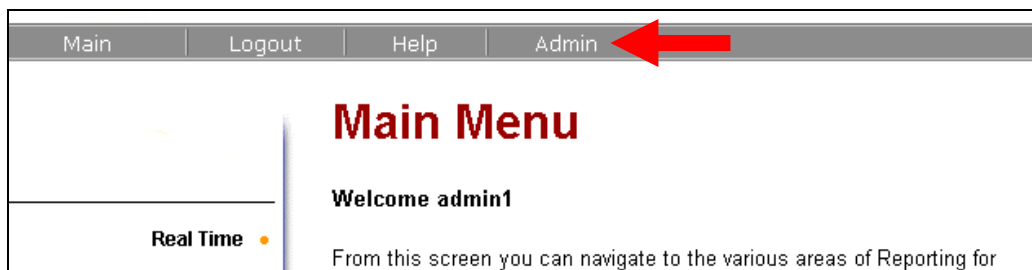 Main Logout Help Admin
Main Menu
Welcome admin1
Real Time
From this screen you can navigate to the various areas of Reporting for